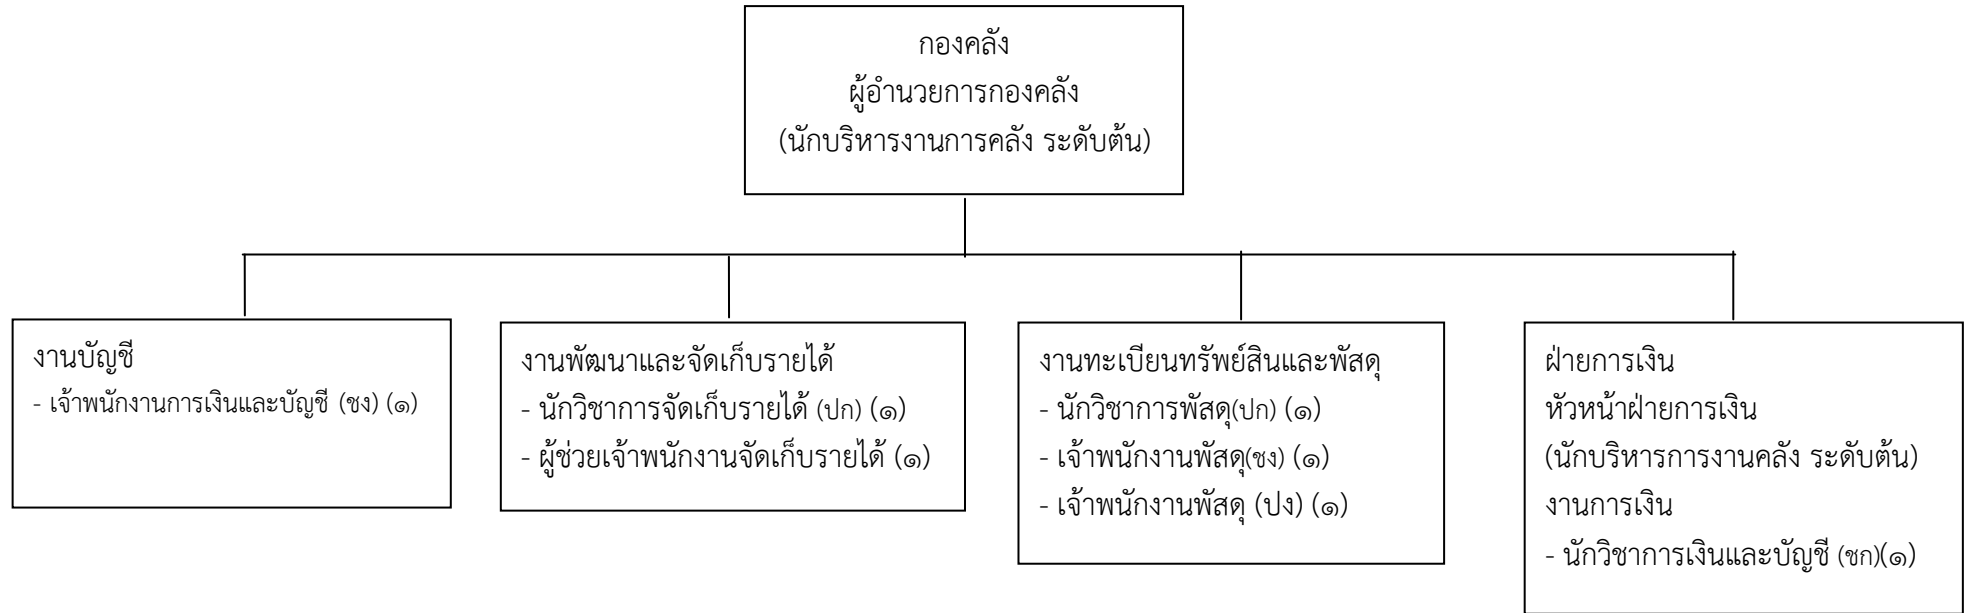 กองคลัง
ผู้อำนวยการกองคลัง
(นักบริหารงานการคลัง ระดับต้น)
งานบัญชี
- เจ้าพนักงานการเงินและบัญชี (ชง) (๑)
งานพัฒนาและจัดเก็บรายได้
- นักวิชาการจัดเก็บรายได้ (ปก) (๑)
- ผู้ช่วยเจ้าพนักงานจัดเก็บรายได้ (๑)
งานทะเบียนทรัพย์สินและพัสดุ
- นักวิชาการพัสดุ(ปก) (๑)
- เจ้าพนักงานพัสดุ(ชง) (๑)
- เจ้าพนักงานพัสดุ (ปง) (๑)
ฝ่ายการเงิน
หัวหน้าฝ่ายการเงิน
(นักบริหารการงานคลัง ระดับต้น)
งานการเงิน
- นักวิชาการเงินและบัญชี (ชก)(๑)